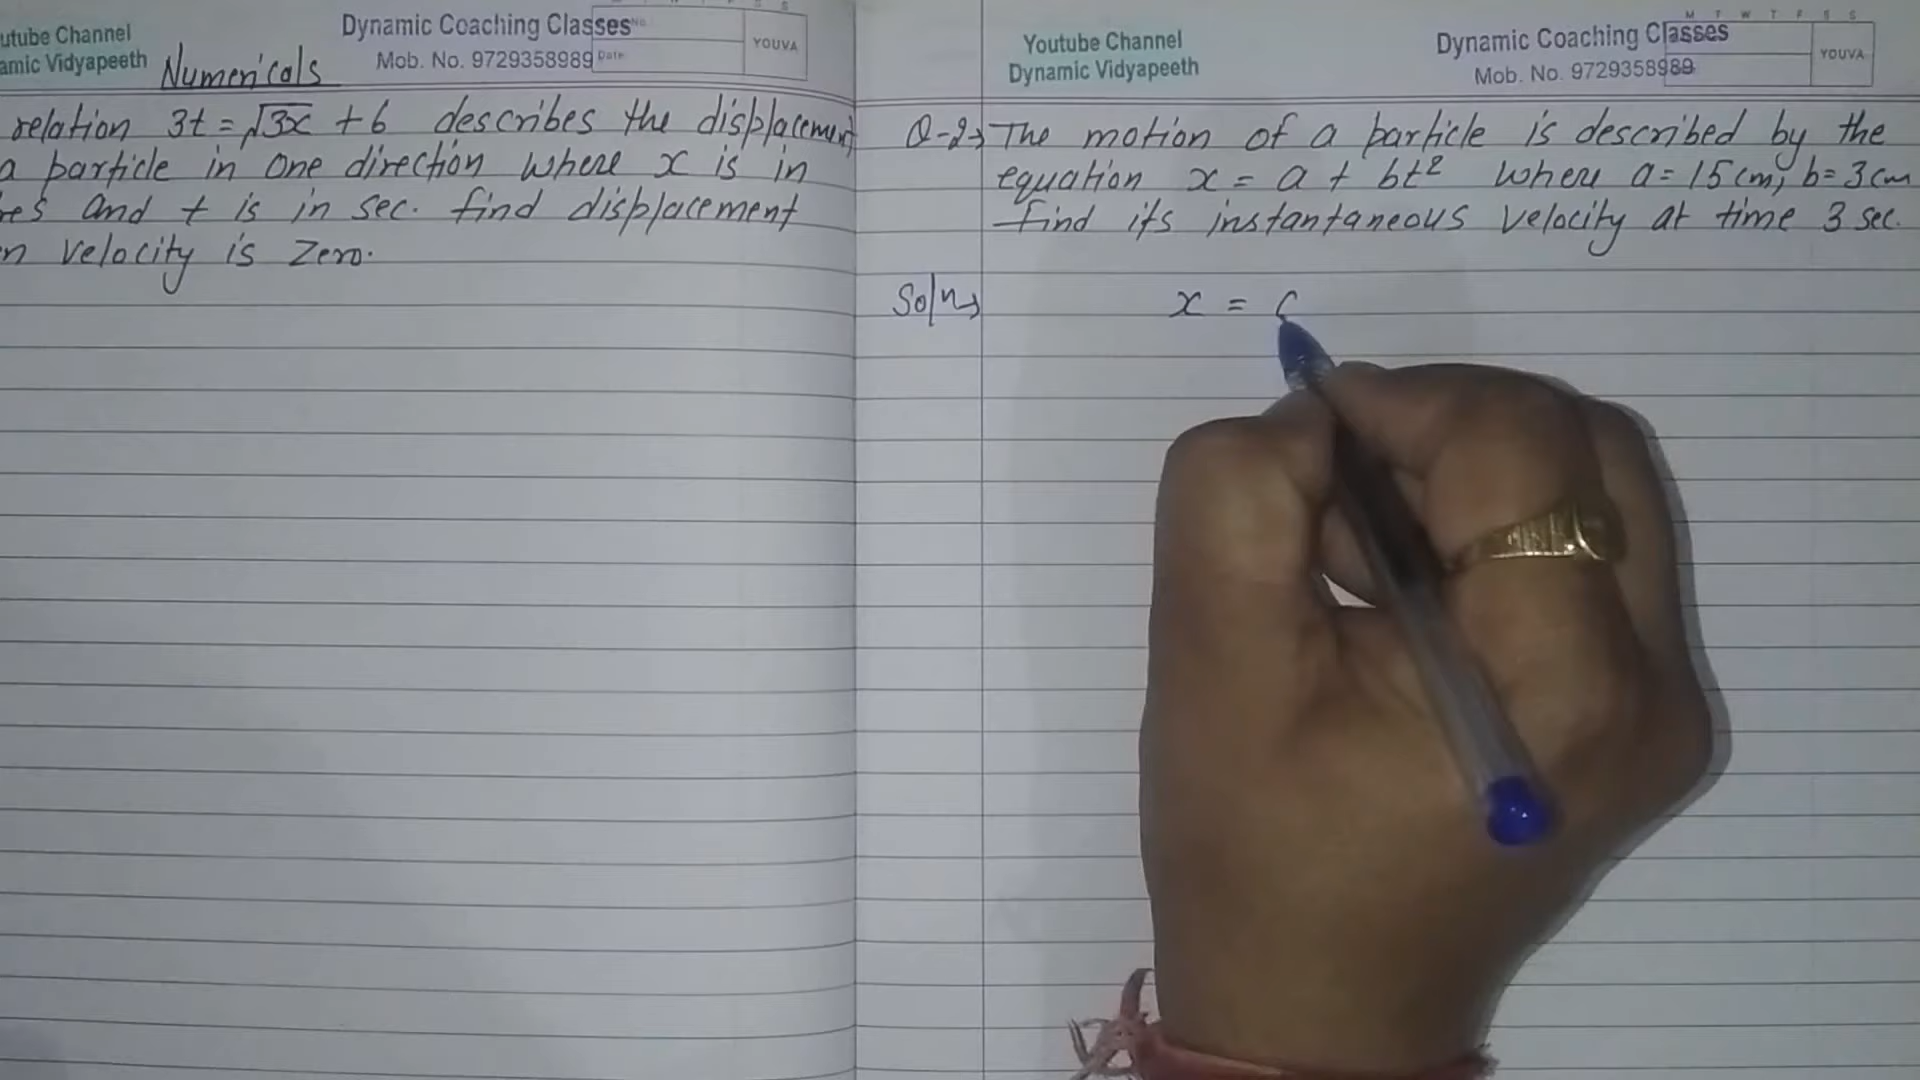 utube Channel
amic Vidyapeeth
Numericals
Dynamic Coaching Classes
Mob. No. 9729358989
Date
YOUVA
relation 3t = √3x + 6 describes the displacement
a particle in one direction where x is in
res and t is in sec. find displacement
n velocity is zero.
Youtube Channel
Dynamic Vidyapeeth
Dynamic Coaching Classes
Mob. No. 9729358989
M T W T F S S
YOUVA
Q-2→ The motion of a particle is described by the
equation x = a + bt² where a = 15 cm, b = 3 cm
find its instantaneous velocity at time 3 sec.
Soln→ x =